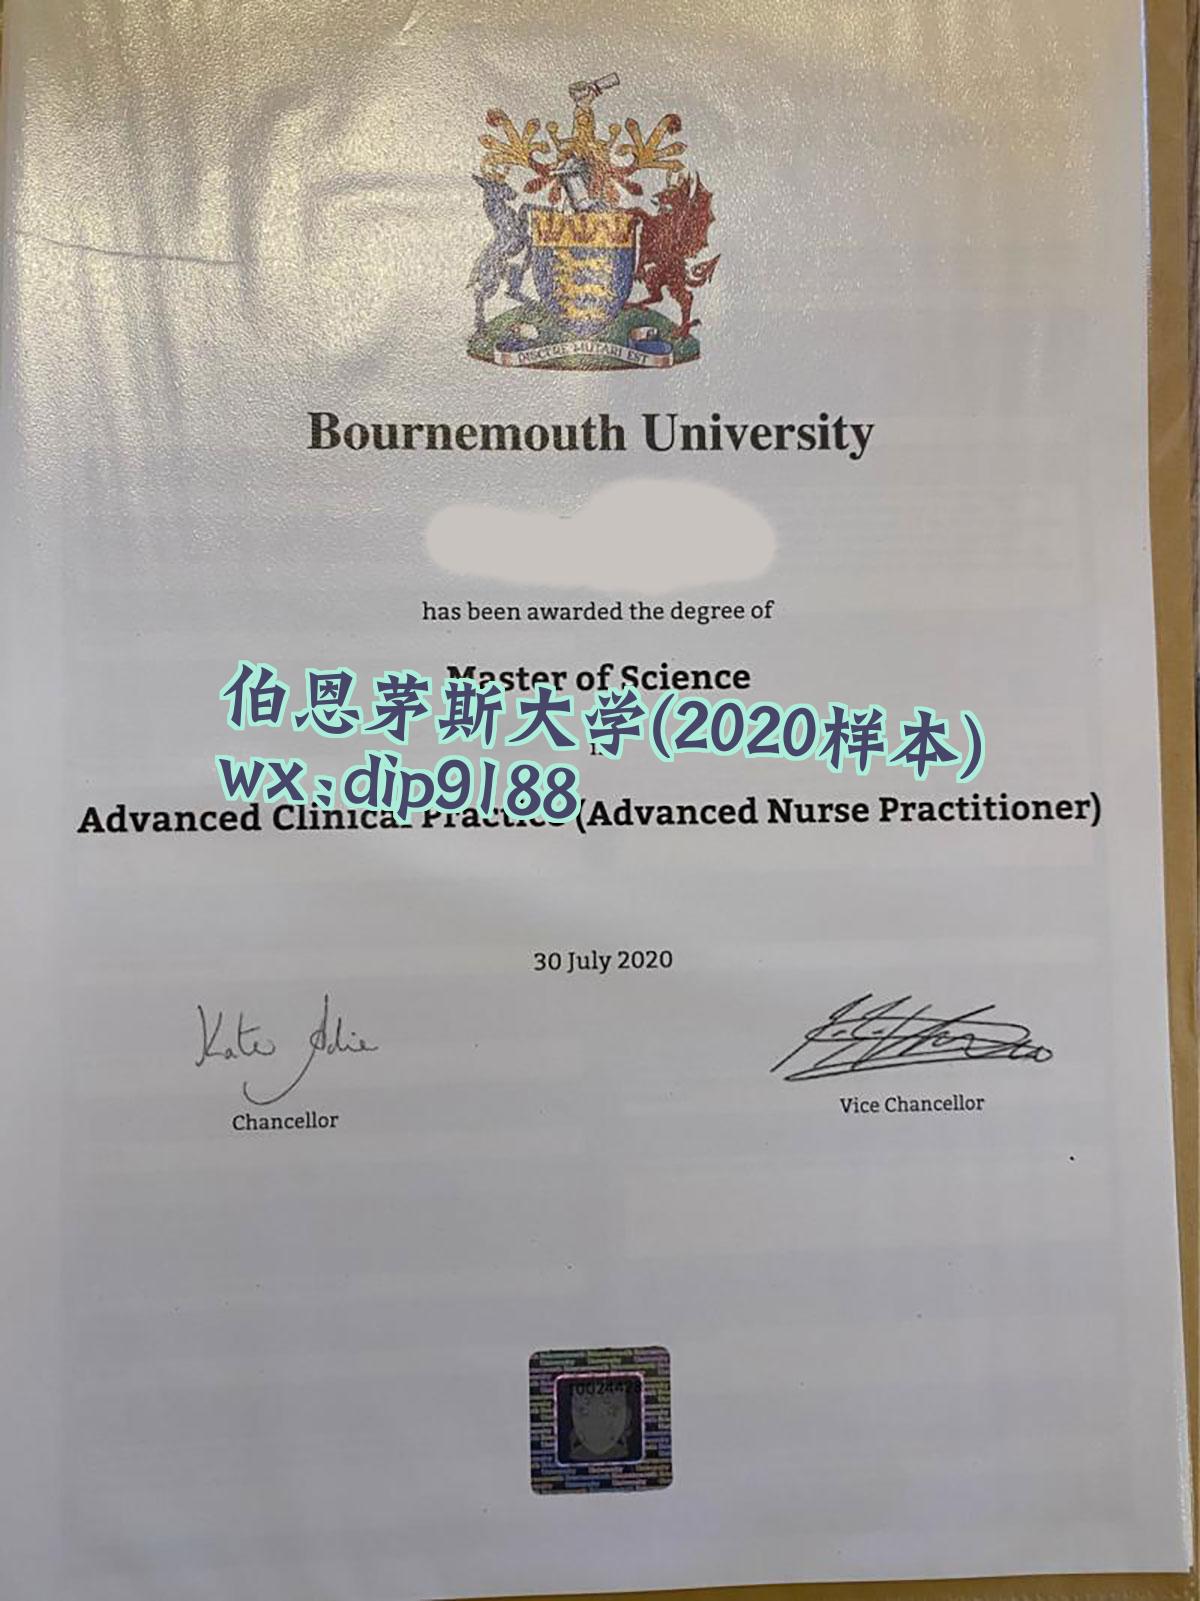 DISCERE MUTARI EST
Bournemouth University
has been awarded the degree of
Master of Science
伯恩茅斯大学(2020样本)
wx:dip9188
Advanced Clinical Practice (Advanced Nurse Practitioner)
30 July 2020
Kate Adie
Chancellor
Vice Chancellor